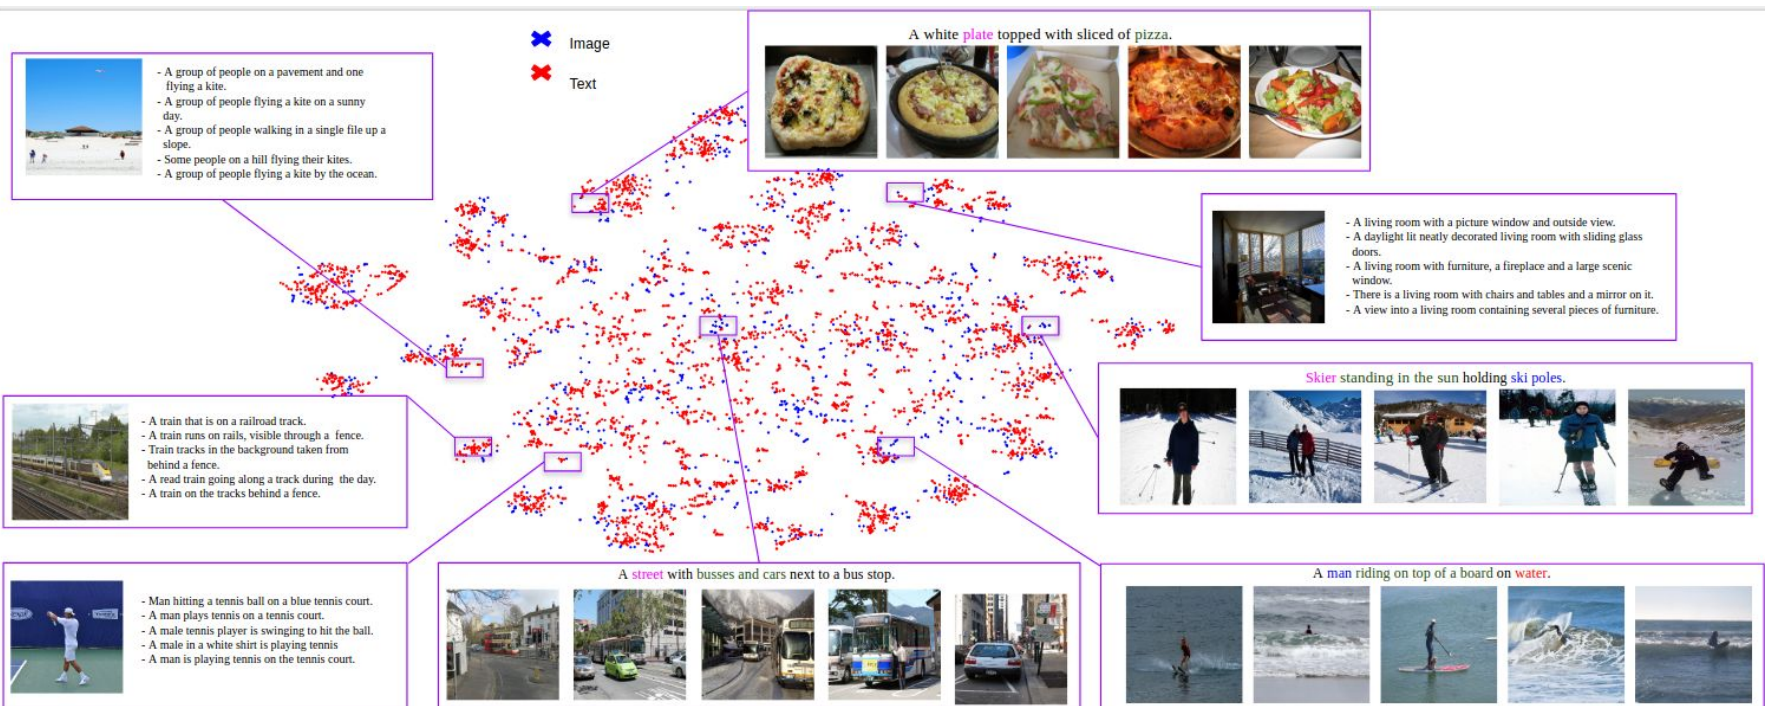 Image
Text
- A group of people on a pavement and one
flying a kite.
- A group of people flying a kite on a sunny
day.
- A group of people walking in a single file up a
slope.
- Some people on a hill flying their kites.
- A group of people flying a kite by the ocean.
A white plate topped with sliced of pizza.
- A living room with a picture window and outside view.
- A daylight lit neatly decorated living room with sliding glass
doors.
- A living room with furniture, a fireplace and a large scenic
window.
- There is a living room with chairs and tables and a mirror on it.
- A view into a living room containing several pieces of furniture.
Skier standing in the sun holding ski poles.
- A train that is on a railroad track.
- A train runs on rails, visible through a fence.
- Train tracks in the background taken from
behind a fence.
- A read train going along a track during the day.
- A train on the tracks behind a fence.
- Man hitting a tennis ball on a blue tennis court.
- A man plays tennis on a tennis court.
- A male tennis player is swinging to hit the ball.
- A male in a white shirt is playing tennis
- A man is playing tennis on the tennis court.
A street with busses and cars next to a bus stop.
A man riding on top of a board on water.